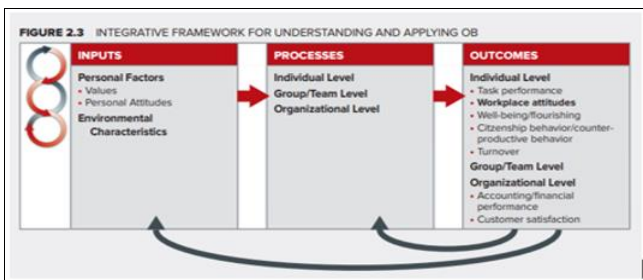 FIGURE 2.3 INTEGRATIVE FRAMEWORK FOR UNDERSTANDING AND APPLYING OB
INPUTS
Personal Factors
• Values
• Personal Attitudes
Environmental
Characteristics
PROCESSES
Individual Level
Group/Team Level
Organizational Level
OUTCOMES
Individual Level
• Task performance
• Workplace attitudes
• Well-being/flourishing
• Citizenship behavior/counter-
productive behavior
• Turnover
Group/Team Level
Organizational Level
• Accounting/financial
performance
• Customer satisfaction